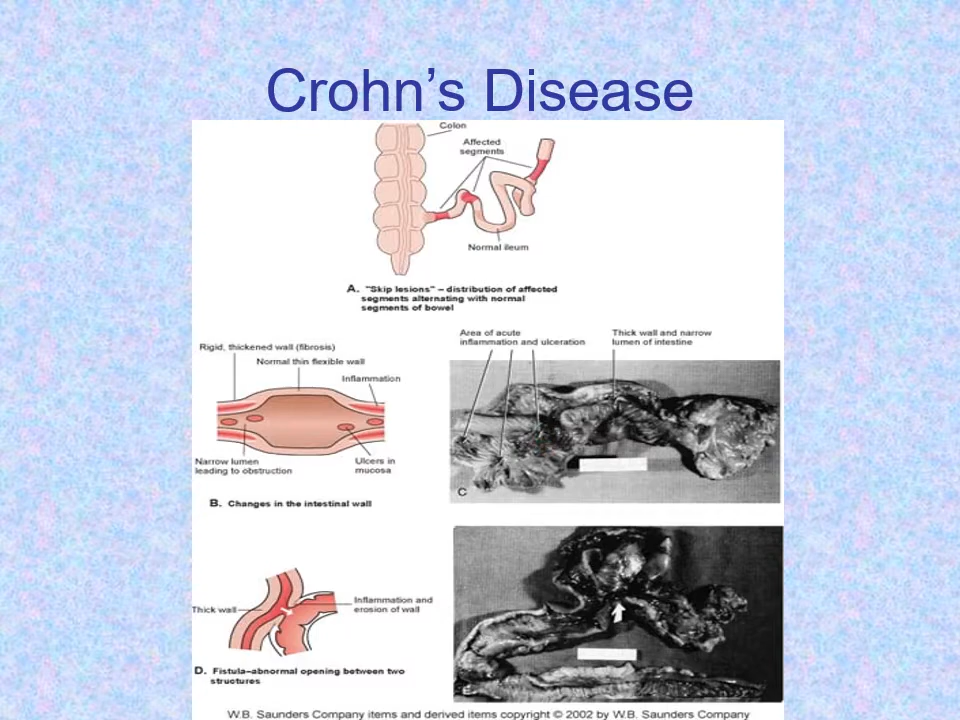 Crohn’s Disease
Colon
Affected
segments
Normal ileum
A. "Skip lesions" – distribution of affected
segments alternating with normal
segments of bowel
Rigid, thickened wall (fibrosis)
Normal thin flexible wall
Inflammation
Narrow lumen
leading to obstruction
Ulcers in
mucosa
B. Changes in the intestinal wall
Area of acute
inflammation and ulceration
Thick wall and narrow
lumen of intestine
C
Thick wall
Inflammation and
erosion of wall
D. Fistula–abnormal opening between two
structures
W.B. Saunders Company items and derived items copyright © 2002 by W.B. Saunders Company